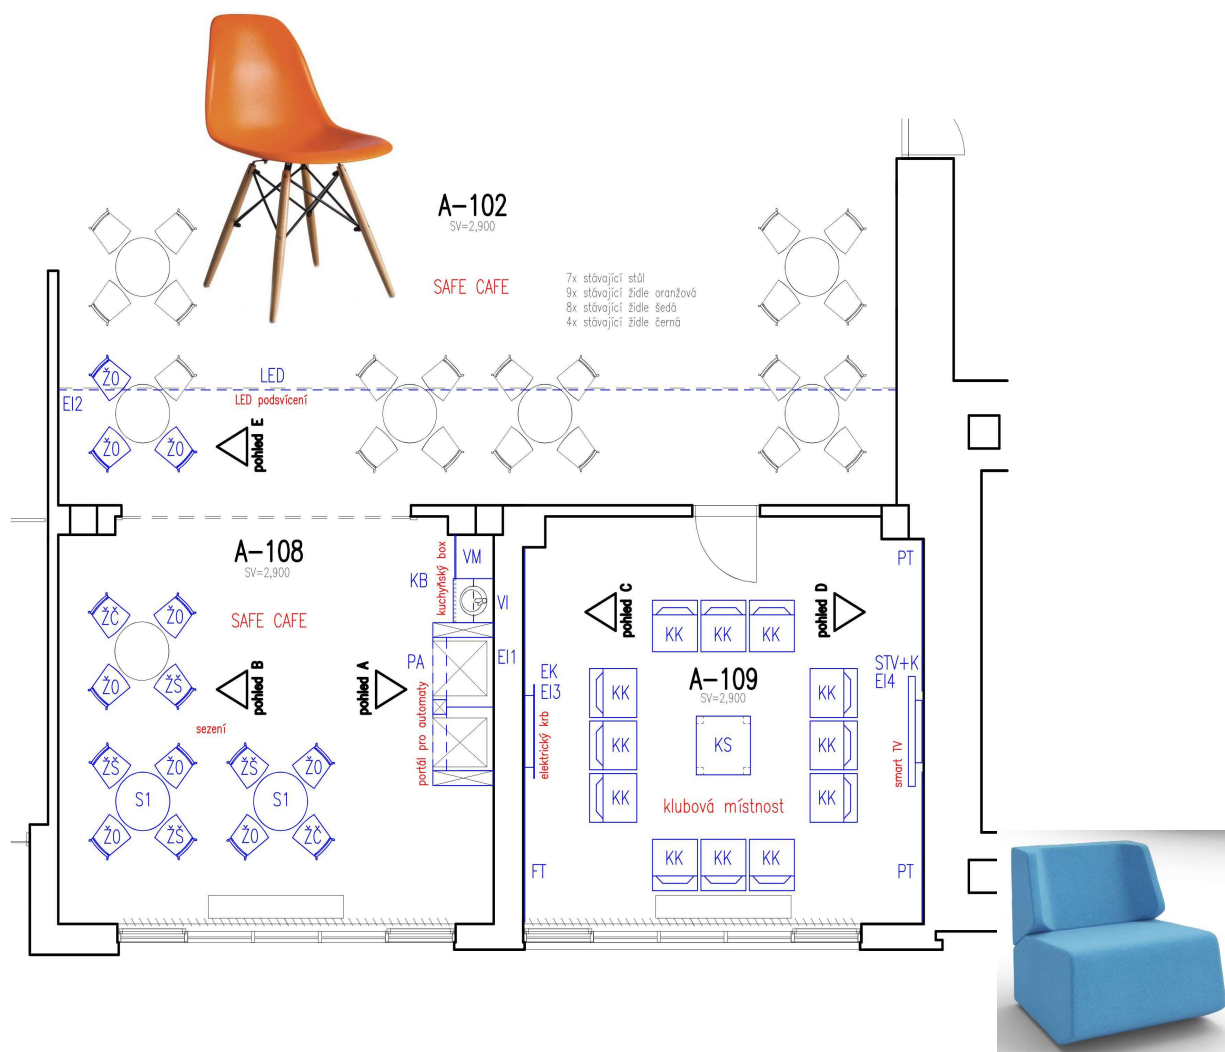 A-102
SV=2,900
SAFE CAFE
7x stávající stůl
9x stávající židle oranžová
8x stávající židle šedá
4x stávající židle černá
ŽO
LED
EI2
LED podsvícení
pohled E
ŽO
ŽO
A-108
SV=2,900
SAFE CAFE
KB
kuchyňský box
VM
VI
ŽČ
ŽO
ŽO
ŽŠ
pohled B
pohled A
PA
EI1
portál pro automaty
sezení
ŽŠ
ŽO
S1
ŽO
ŽŠ
ŽŠ
ŽO
S1
ŽO
ŽČ
PT
pohled C
pohled D
KK
KK
KK
A-109
SV=2,900
EK
EI3
elektrický krb
STV+K
EI4
smart TV
KK
KK
KK
KS
KK
KK
KK
klubová místnost
KK
KK
KK
FT
PT